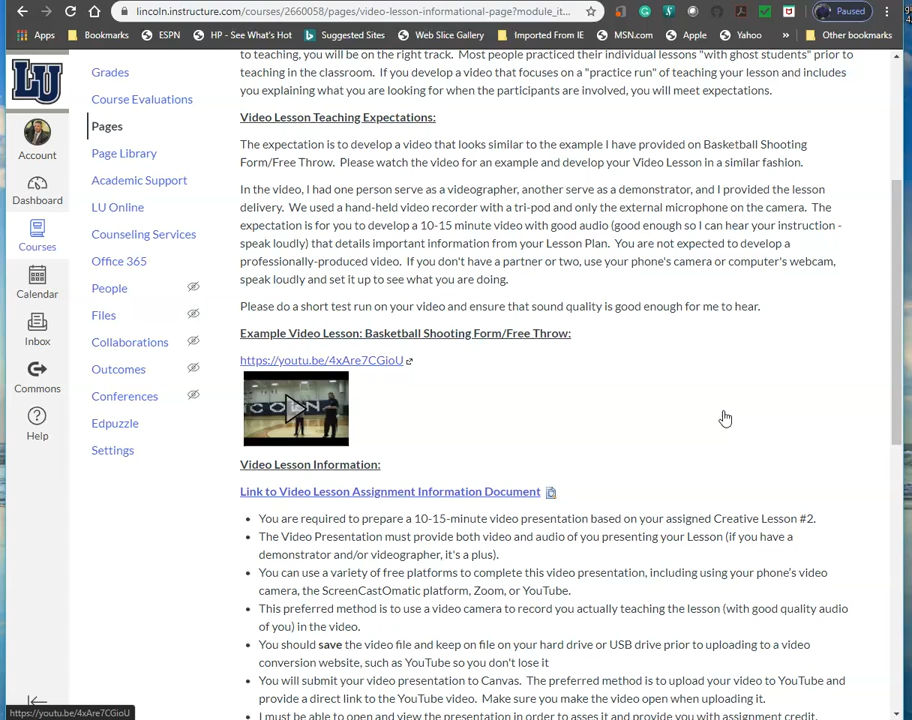 lincoln.instructure.com/courses/2660058/pages/video-lesson-informational-page?module_it...
Paused
Apps
Bookmarks
ESPN
HP - See What's Hot
Suggested Sites
Web Slice Gallery
Imported From IE
MSN.com
Apple
Yahoo
»
Other bookmarks
LU
Account
Dashboard
Courses
Calendar
Inbox
Commons
Help
Grades
Course Evaluations
Pages
Page Library
Academic Support
LU Online
Counseling Services
Office 365
People
Files
Collaborations
Outcomes
Conferences
Edpuzzle
Settings
to teaching, you will be on the right track. Most people practiced their individual lessons "with ghost students" prior to
teaching in the classroom. If you develop a video that focuses on a "practice run" of teaching your lesson and includes
you explaining what you are looking for when the participants are involved, you will meet expectations.
Video Lesson Teaching Expectations:
The expectation is to develop a video that looks similar to the example I have provided on Basketball Shooting
Form/Free Throw. Please watch the video for an example and develop your Video Lesson in a similar fashion.
In the video, I had one person serve as a videographer, another serve as a demonstrator, and I provided the lesson
delivery. We used a hand-held video recorder with a tri-pod and only the external microphone on the camera. The
expectation is for you to develop a 10-15 minute video with good audio (good enough so I can hear your instruction -
speak loudly) that details important information from your Lesson Plan. You are not expected to develop a
professionally-produced video. If you don't have a partner or two, use your phone's camera or computer's webcam,
speak loudly and set it up to see what you are doing.
Please do a short test run on your video and ensure that sound quality is good enough for me to hear.
Example Video Lesson: Basketball Shooting Form/Free Throw:
https://youtu.be/4xAre7CGioU
Video Lesson Information:
Link to Video Lesson Assignment Information Document
• You are required to prepare a 10-15-minute video presentation based on your assigned Creative Lesson #2.
• The Video Presentation must provide both video and audio of you presenting your Lesson (if you have a
demonstrator and/or videographer, it's a plus).
• You can use a variety of free platforms to complete this video presentation, including using your phone's video
camera, the ScreenCastOmatic platform, Zoom, or YouTube.
• This preferred method is to use a video camera to record you actually teaching the lesson (with good quality audio
of you) in the video.
• You should save the video file and keep on file on your hard drive or USB drive prior to uploading to a video
conversion website, such as YouTube so you don't lose it
• You will submit your video presentation to Canvas. The preferred method is to upload your video to YouTube and
provide a direct link to the YouTube video. Make sure you make the video open when uploading it.
• I must be able to open and view the presentation in order to asses it and provide you with assignment credit.
https://youtu.be/4xAre7CGioU